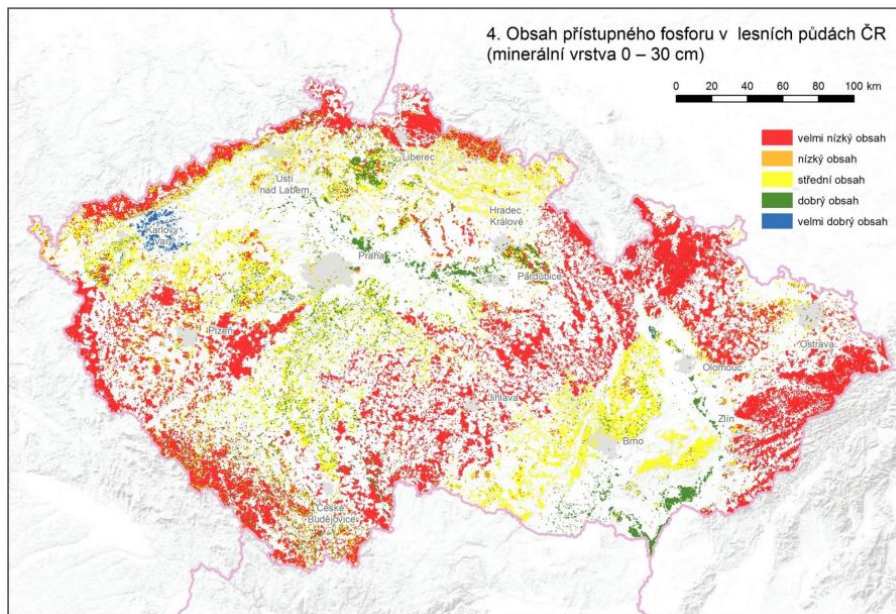 4. Obsah přístupného fosforu v lesních půdách ČR
(minerální vrstva 0 – 30 cm)
0 20 40 60 80 100 km
velmi nízký obsah
nízký obsah
střední obsah
dobrý obsah
velmi dobrý obsah
Liberec
Ústí
nad Labem
Karlovy
Vary
Hradec
Králové
Praha
Pardubice
Plzeň
Ostrava
Olomouc
Jihlava
Zlín
Brno
České
Budějovice